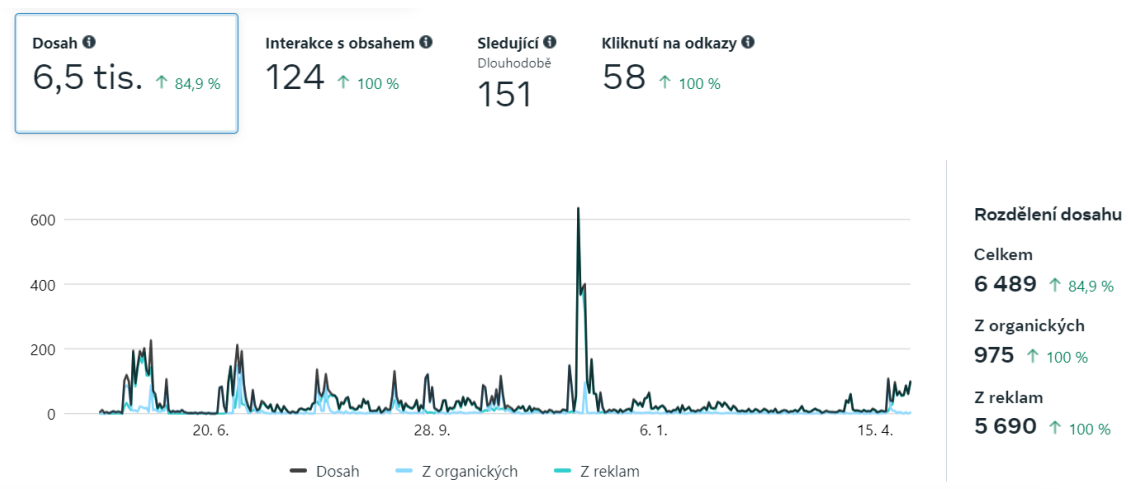 Dosah
6,5 tis. ↑ 84,9 %
Interakce s obsahem
124 ↑ 100 %
Sledující
Dlouhodobě
151
Kliknutí na odkazy
58 ↑ 100 %
600
400
200
0
20. 6.
28. 9.
6. 1.
15. 4.
Dosah
Z organických
Z reklam
Rozdělení dosahu
Celkem
6 489 ↑ 84,9 %
Z organických
975 ↑ 100 %
Z reklam
5 690 ↑ 100 %